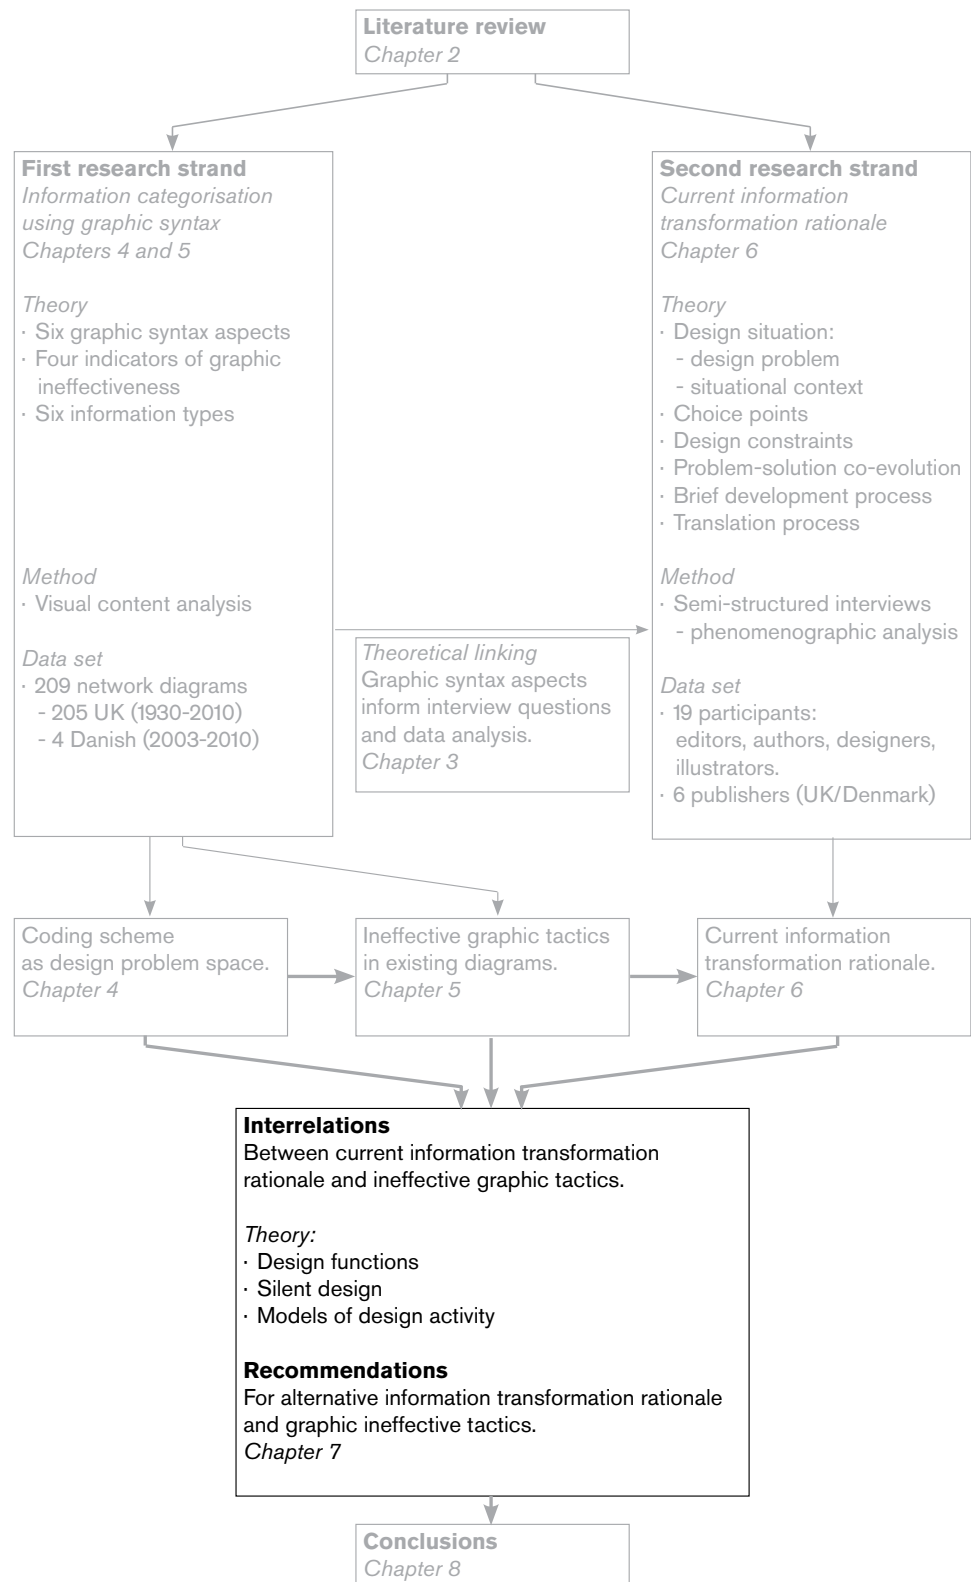 Literature review
Chapter 2
First research strand
Information categorisation
using graphic syntax
Chapters 4 and 5
Theory
· Six graphic syntax aspects
· Four indicators of graphic
ineffectiveness
· Six information types
Method
· Visual content analysis
Data set
· 209 network diagrams
- 205 UK (1930-2010)
- 4 Danish (2003-2010)
Theoretical linking
Graphic syntax aspects
inform interview questions
and data analysis.
Chapter 3
Second research strand
Current information
transformation rationale
Chapter 6
Theory
· Design situation:
- design problem
- situational context
· Choice points
· Design constraints
· Problem-solution co-evolution
· Brief development process
· Translation process
Method
· Semi-structured interviews
- phenomenographic analysis
Data set
· 19 participants:
editors, authors, designers,
illustrators.
· 6 publishers (UK/Denmark)
Coding scheme
as design problem space.
Chapter 4
Ineffective graphic tactics
in existing diagrams.
Chapter 5
Current information
transformation rationale.
Chapter 6
Interrelations
Between current information transformation
rationale and ineffective graphic tactics.
Theory:
· Design functions
· Silent design
· Models of design activity
Recommendations
For alternative information transformation rationale
and graphic ineffective tactics.
Chapter 7
Conclusions
Chapter 8